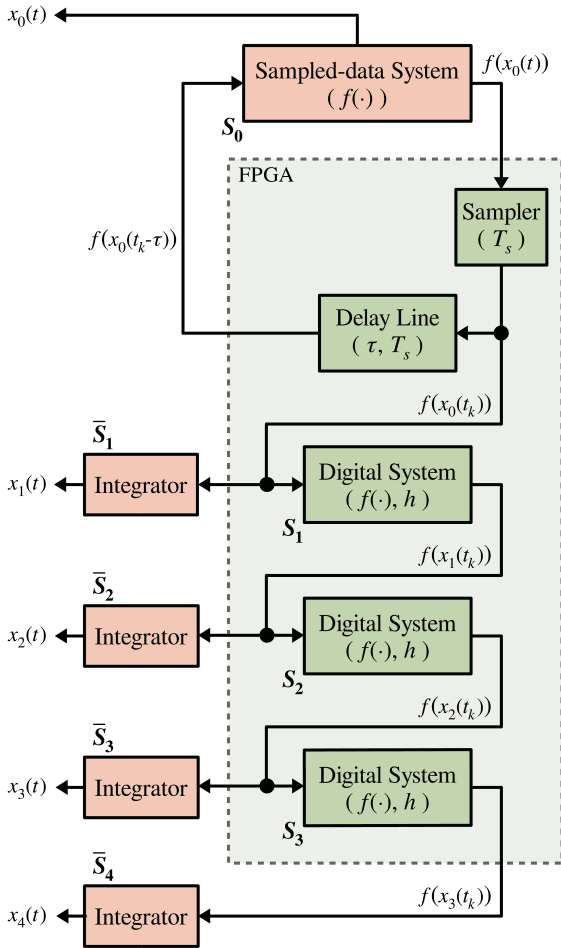 x₀(t)
Sampled-data System
( f(·) )
f(x₀(t))
S₀
FPGA
Sampler
( Tₛ )
f(x₀(tₖ-τ))
Delay Line
( τ, Tₛ )
f(x₀(tₖ))
S̅₁
x₁(t)
Integrator
Digital System
( f(·), h )
S₁
f(x₁(tₖ))
S̅₂
x₂(t)
Integrator
Digital System
( f(·), h )
S₂
f(x₂(tₖ))
S̅₃
x₃(t)
Integrator
Digital System
( f(·), h )
S₃
S̅₄
f(x₃(tₖ))
x₄(t)
Integrator